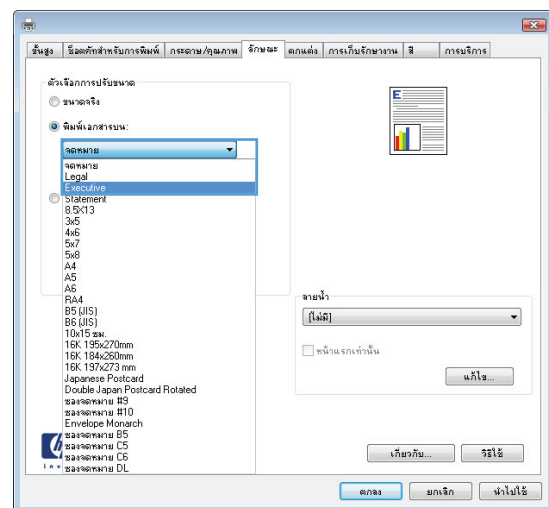 ขั้นสูง ช็อตคัทสำหรับการพิมพ์ กระดาษ/คุณภาพ ลักษณะ ตกแต่ง การเก็บรักษางาน สี การบริการ
ตัวเลือกการปรับขนาด
ขนาดจริง
พิมพ์เอกสารบน:
จดหมาย
จดหมาย
Legal
Executive
Statement
8.5X13
3x5
4x6
5x7
5x8
A4
A5
A6
RA4
B5 (JIS)
B6 (JIS)
10x15 ซม.
16K 195x270mm
16K 184x260mm
16K 197x273 mm
Japanese Postcard
Double Japan Postcard Rotated
ซองจดหมาย #9
ซองจดหมาย #10
Envelope Monarch
ซองจดหมาย B5
ซองจดหมาย C5
ซองจดหมาย C6
ซองจดหมาย DL
E
ลายน้ำ
[ไม่มี]
หน้าแรกเท่านั้น
แก้ไข...
เกี่ยวกับ... วิธีใช้
ตกลง ยกเลิก นำไปใช้